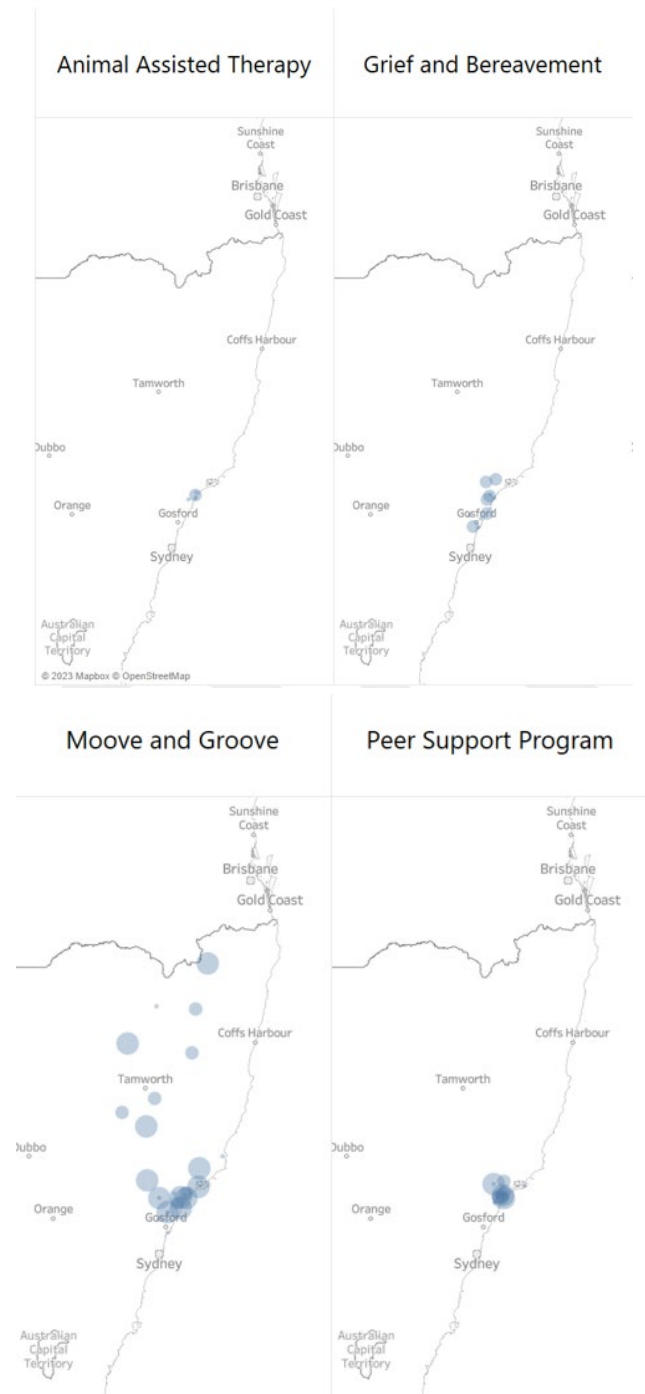 Animal Assisted Therapy
Grief and Bereavement
Sunshine
Coast
Brisbane
Gold Coast
Coffs Harbour
Tamworth
Dubbo
Orange
Gosford
Sydney
Australian
Capital
Territory
© 2023 Mapbox © OpenStreetMap
Sunshine
Coast
Brisbane
Gold Coast
Coffs Harbour
Tamworth
Dubbo
Orange
Gosford
Sydney
Australian
Capital
Territory
Moove and Groove
Peer Support Program
Sunshine
Coast
Brisbane
Gold Coast
Coffs Harbour
Tamworth
Dubbo
Orange
Gosford
Sydney
Australian
Capital
Territory
Sunshine
Coast
Brisbane
Gold Coast
Coffs Harbour
Tamworth
Dubbo
Orange
Gosford
Sydney
Australian
Capital
Territory